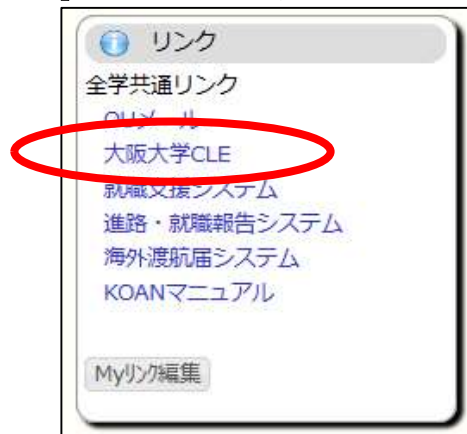 リンク
全学共通リンク
OUメール
大阪大学CLE
就職支援システム
進路・就職報告システム
海外渡航届システム
KOANマニュアル
Myリンク編集